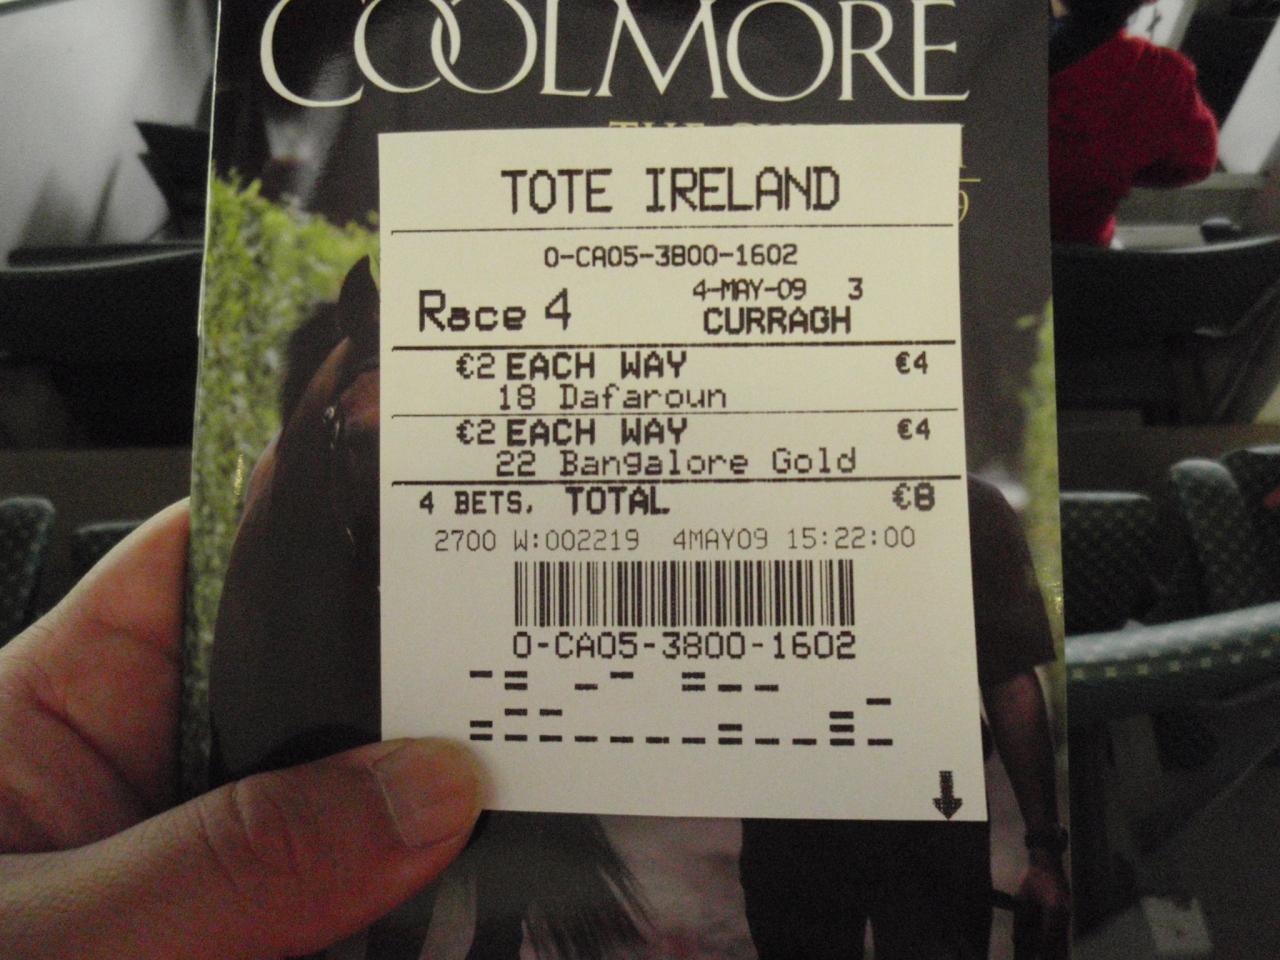 COOLMORE
TOTE IRELAND
0-CA05-3800-1602
4-MAY-09 3
Race 4 CURRAGH
€2 EACH WAY €4
18 Dafaroun
€2 EACH WAY €4
22 Bangalore Gold
4 BETS, TOTAL €8
2700 W:002219 4MAY09 15:22:00
0-CA05-3800-1602